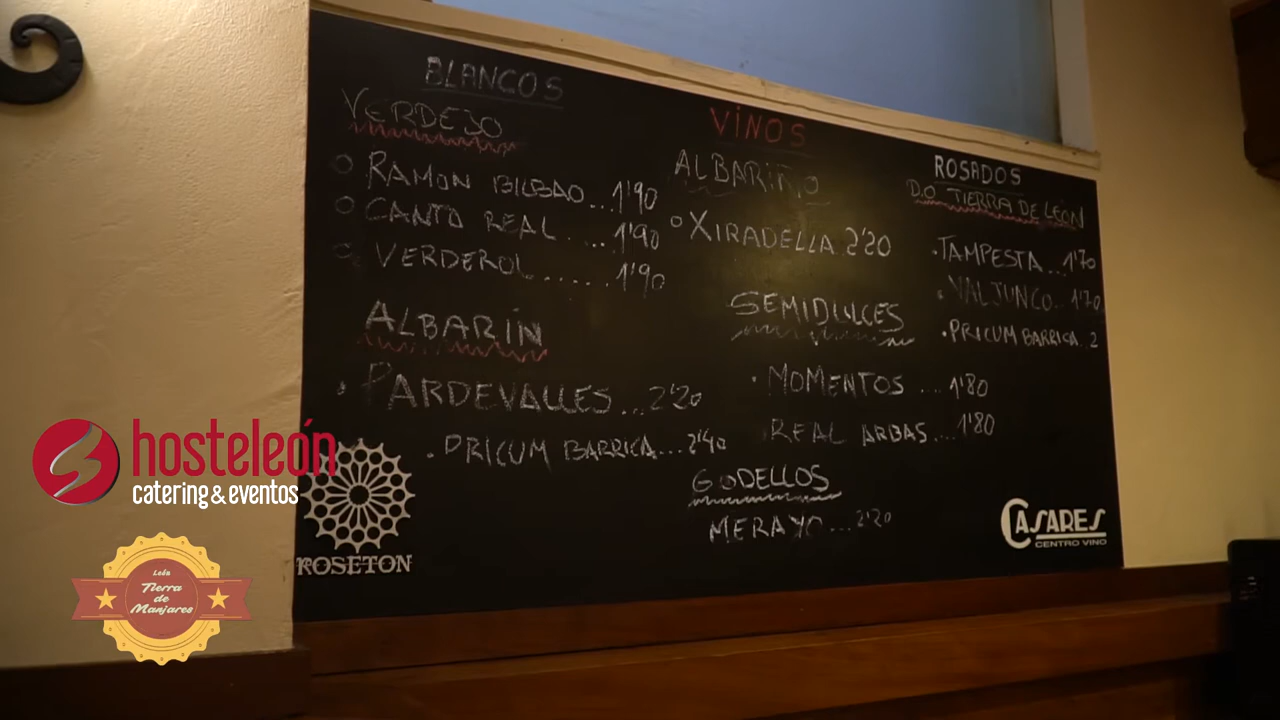 BLANCOS
VERDEJO
RAMON BILBAO...1'90
CANTO REAL ....1'90
VERDEROL......1'90
ALBARIN
PARDEVALLES...2'20
PRICUM BARRICA...2'40
VINOS
ALBARIÑO
XIRADELLA 2'20
SEMIDULCES
MOMENTOS ....1'80
REAL ARBAS....1'80
GODELLOS
MERAYO...2'20
ROSADOS
D.O TIERRA DE LEÓN
TAMPESTA...1'70
VALJUNCO..1'70
PRICUM BARRICA. 2
ROSETON
CASARES
CENTRO VINO
hosteleón
catering & eventos
León
Tierra
de
Manjares